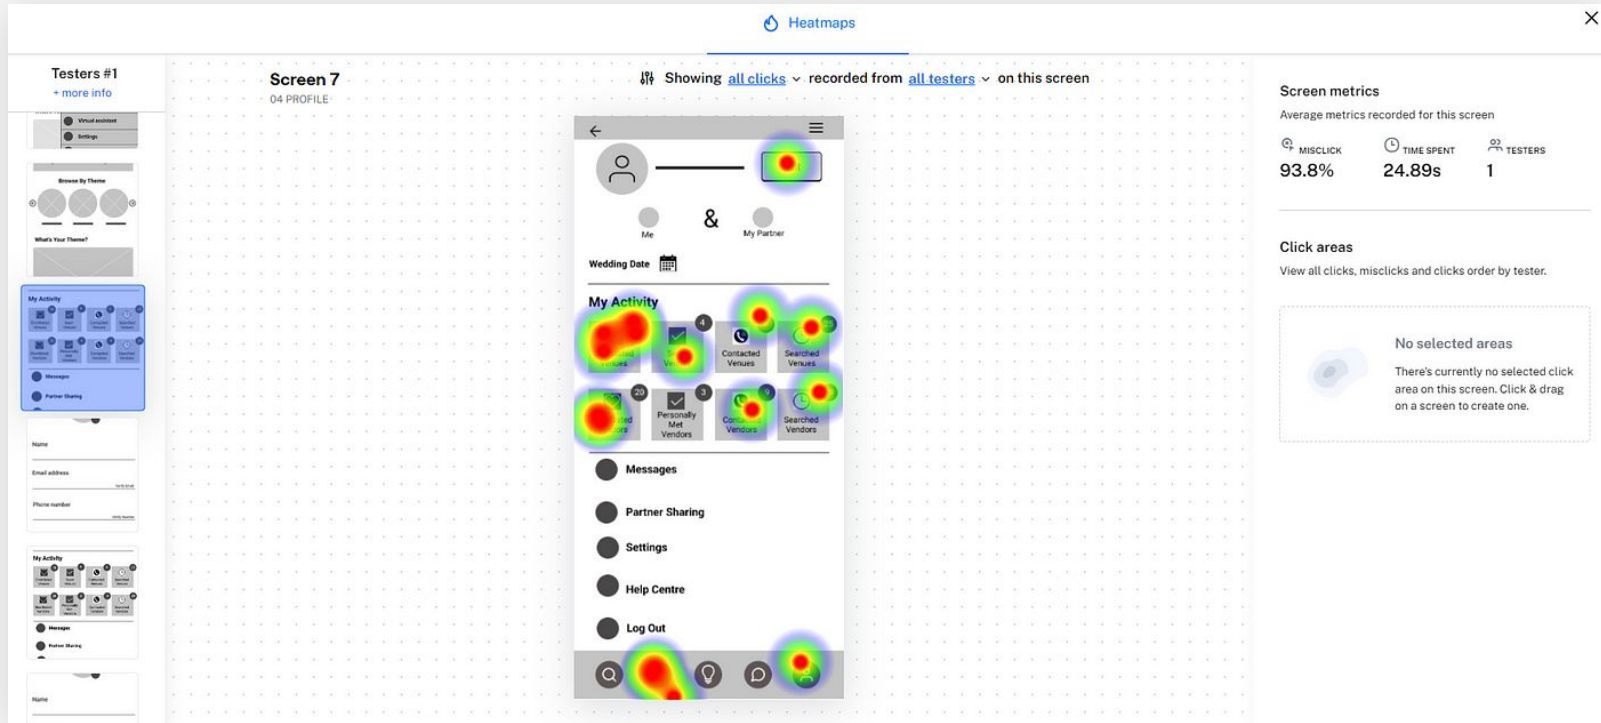 Heatmaps
Testers #1
+ more info
Virtual assistant
Settings
Browse By Theme
What's Your Theme?
My Activity
Messages
Partner Sharing
Name
Email address
Phone number
My Activity
Messages
Partner Sharing
Name
Screen 7
04 PROFILE
Showing all clicks recorded from all testers on this screen
&
Me
My Partner
Wedding Date
My Activity
4
Venues
Contacted
Venues
Searched
Venues
20
3
Personally
Met
Vendors
Vendors
Searched
Vendors
Messages
Partner Sharing
Settings
Help Centre
Log Out
Screen metrics
Average metrics recorded for this screen
MISCLICK
TIME SPENT
TESTERS
93.8%
24.89s
1
Click areas
View all clicks, misclicks and clicks order by tester.
No selected areas
There's currently no selected click
area on this screen. Click & drag
on a screen to create one.